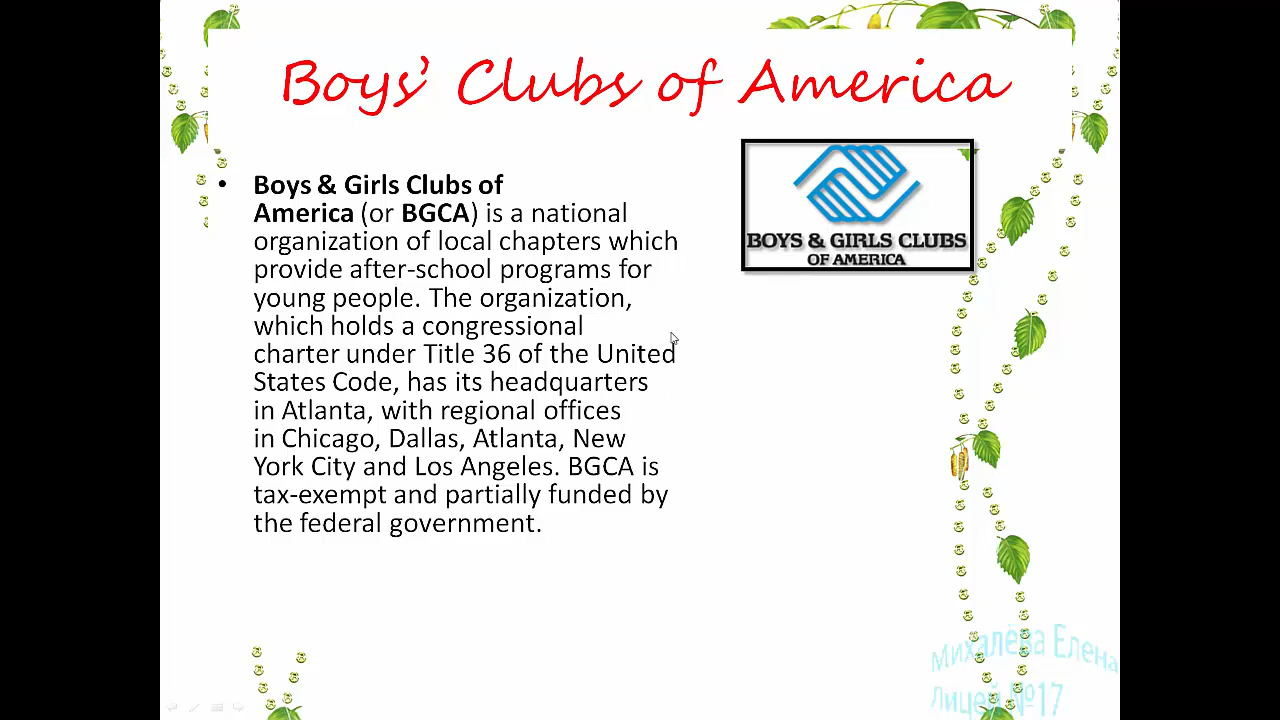 Boys’ Clubs of America
• Boys & Girls Clubs of
America (or BGCA) is a national
organization of local chapters which
provide after-school programs for
young people. The organization,
which holds a congressional
charter under Title 36 of the United
States Code, has its headquarters
in Atlanta, with regional offices
in Chicago, Dallas, Atlanta, New
York City and Los Angeles. BGCA is
tax-exempt and partially funded by
the federal government.
BOYS & GIRLS CLUBS
OF AMERICA
Михалёва Елена
Лицей №17